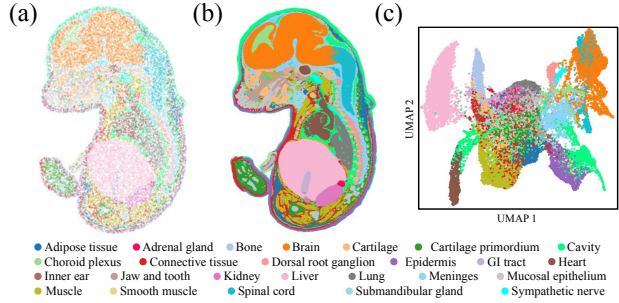 (a) (b) (c)
UMAP 2
UMAP 1
Adipose tissue Adrenal gland Bone Brain Cartilage Cartilage primordium Cavity
Choroid plexus Connective tissue Dorsal root ganglion Epidermis GI tract Heart
Inner ear Jaw and tooth Kidney Liver Lung Meninges Mucosal epithelium
Muscle Smooth muscle Spinal cord Submandibular gland Sympathetic nerve